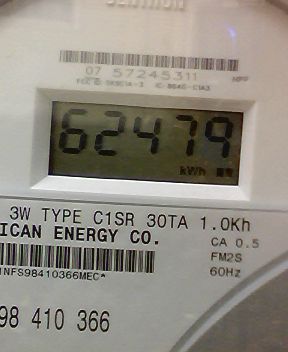 CENTRON
07 57245311
62479
kWh
3W TYPE C1SR 30TA 1.0Kh
ICAN ENERGY CO.
CA 0.5
FM2S
60Hz
INFS98410366MEC*
98 410 366